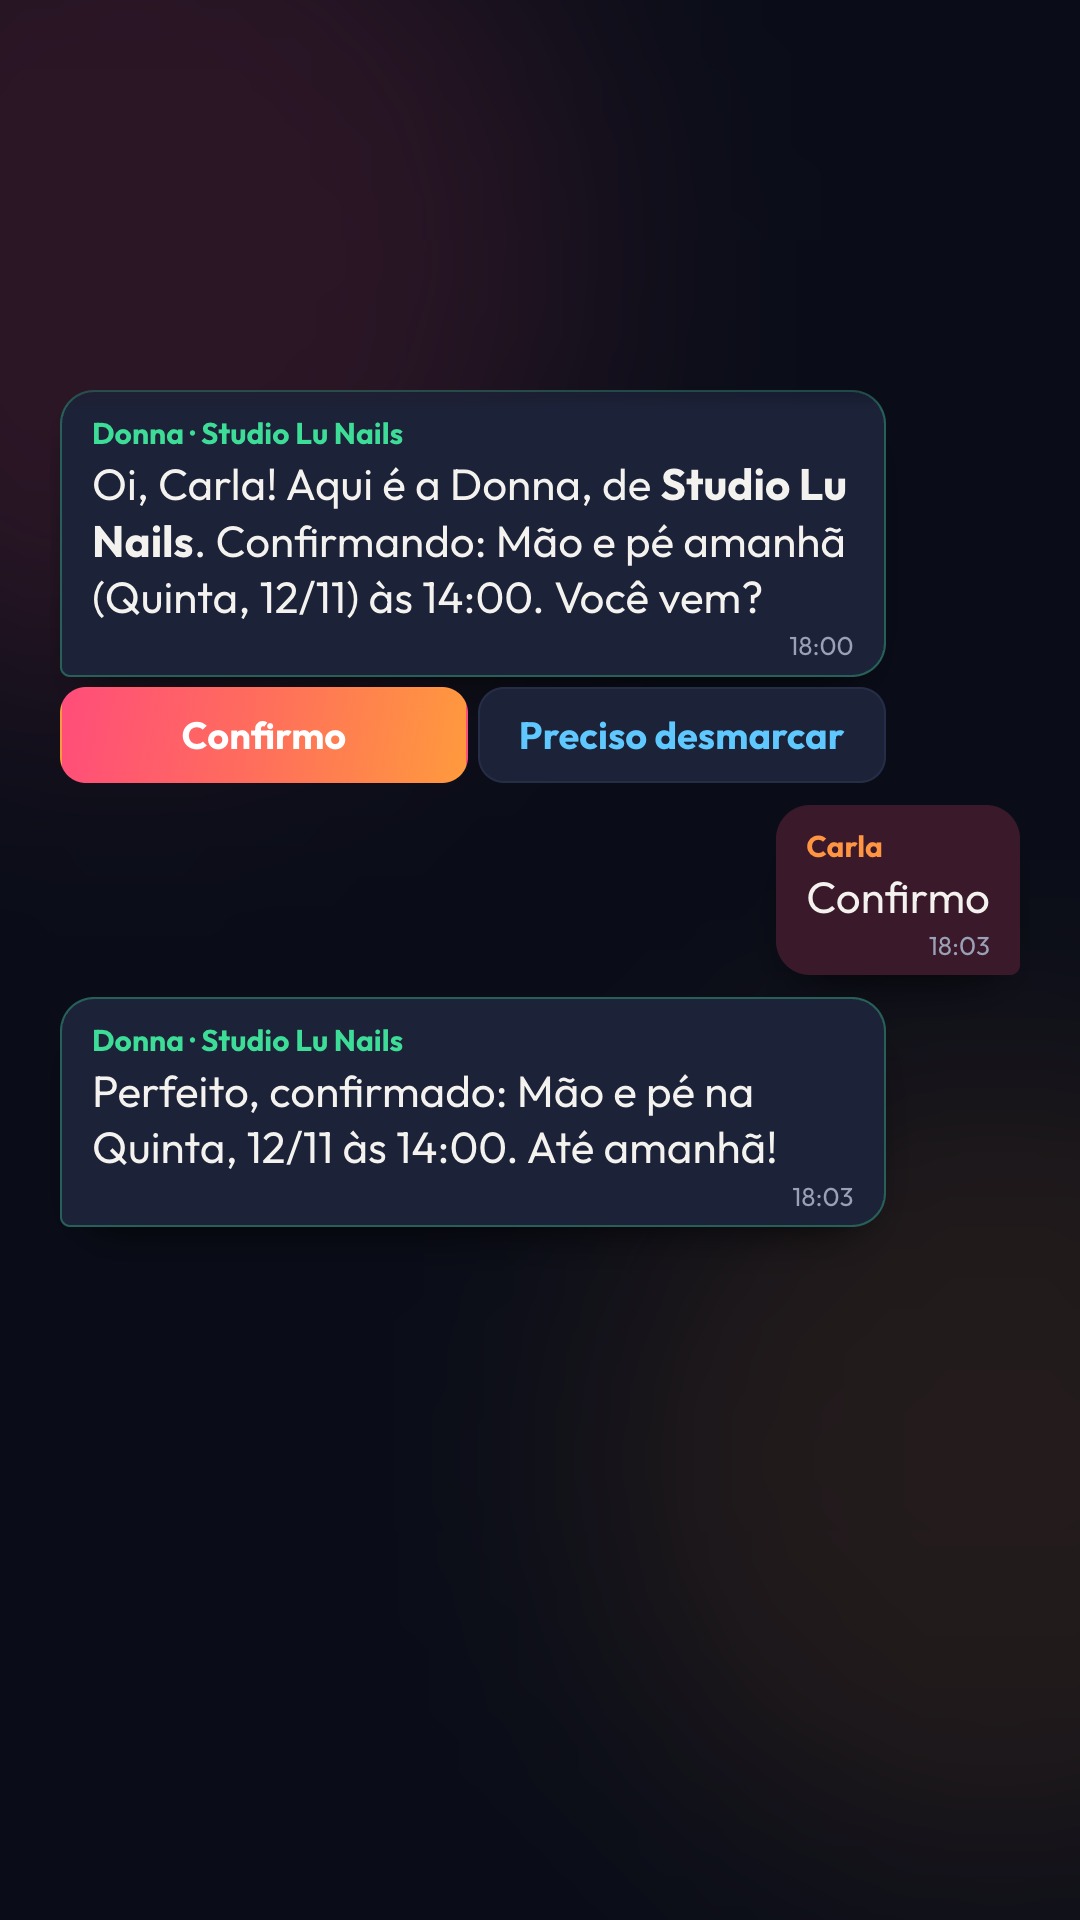 Donna · Studio Lu Nails
Oi, Carla! Aqui é a Donna, de Studio Lu
Nails. Confirmando: Mão e pé amanhã
(Quinta, 12/11) às 14:00. Você vem?
18:00
Confirmo
Preciso desmarcar
Carla
Confirmo
18:03
Donna · Studio Lu Nails
Perfeito, confirmado: Mão e pé na
Quinta, 12/11 às 14:00. Até amanhã!
18:03